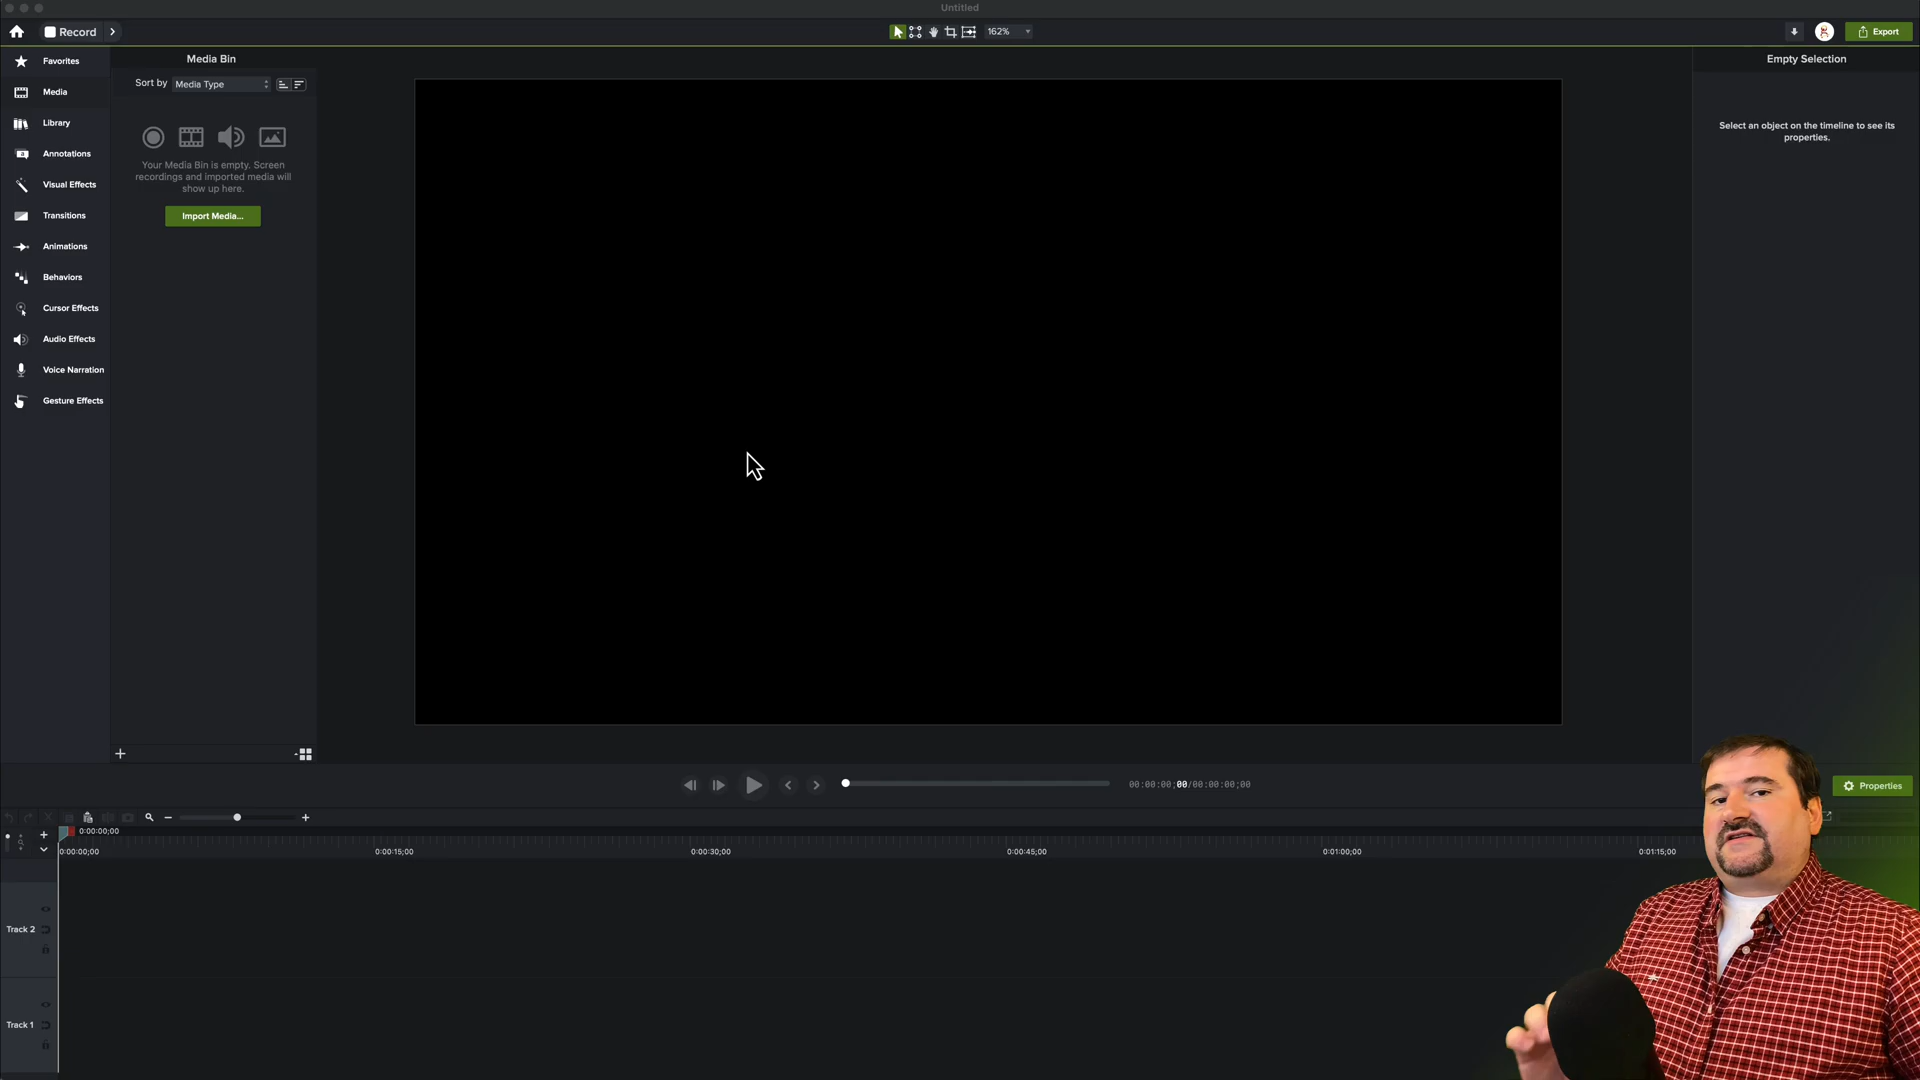 Untitled
Record
162%
Export
Favorites
Media
Library
Annotations
Visual Effects
Transitions
Animations
Behaviors
Cursor Effects
Audio Effects
Voice Narration
Gesture Effects
Media Bin
Sort by
Media Type
Your Media Bin is empty. Screen
recordings and imported media will
show up here.
Import Media...
Empty Selection
Select an object on the timeline to see its
properties.
00:00:00;00/00:00:00;00
Properties
0:00:00;00
0:00:00;00
0:00:15;00
0:00:30;00
0:00:45;00
0:01:00;00
0:01:15;00
Track 2
Track 1